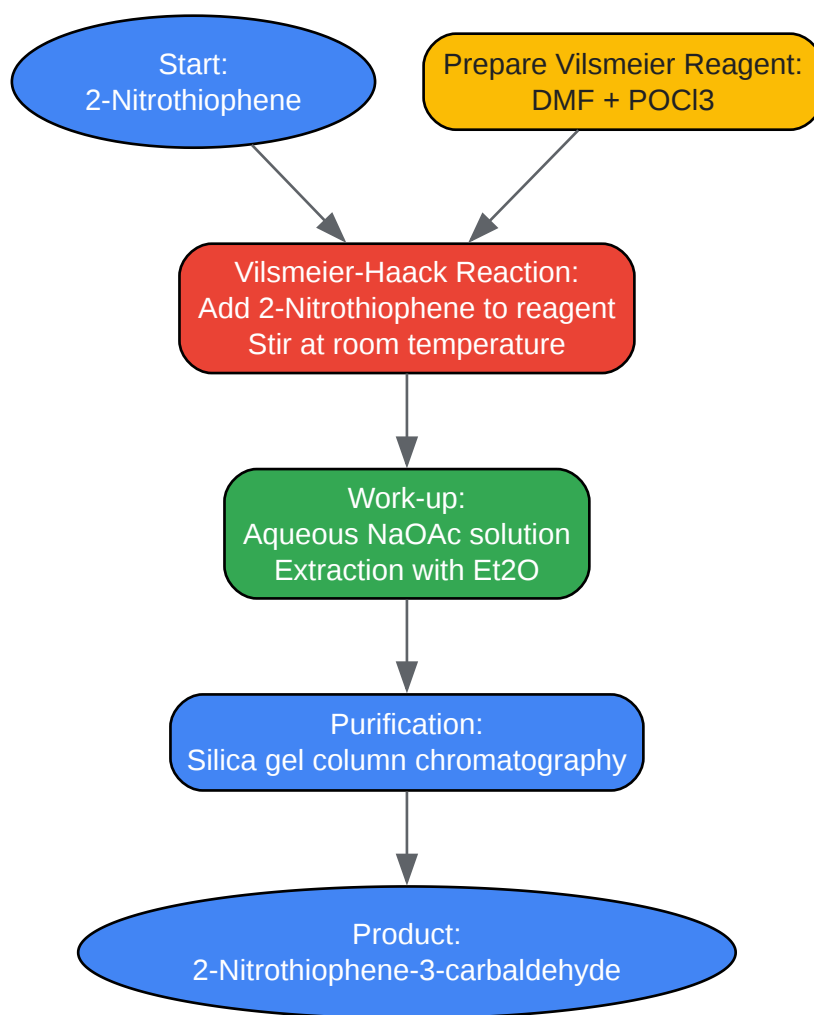 Start:
2-Nitrothiophene
Prepare Vilsmeier Reagent:
DMF + POCl3
Vilsmeier-Haack Reaction:
Add 2-Nitrothiophene to reagent
Stir at room temperature
Work-up:
Aqueous NaOAc solution
Extraction with Et2O
Purification:
Silica gel column chromatography
Product:
2-Nitrothiophene-3-carbaldehyde